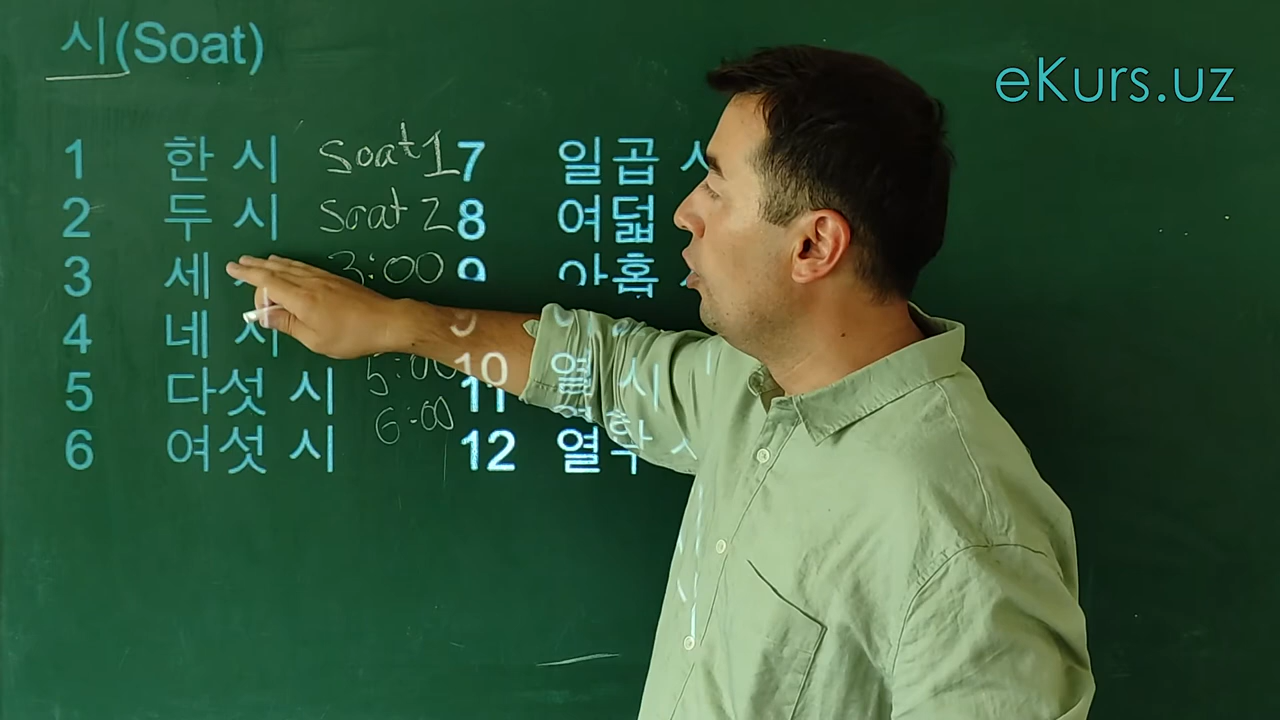 시(Soat)
eKurs.uz
1 한 시 Soat 1
2 두 시 Soat 2
3 세 3:00
4 네 시
5 다섯 시 5:00
6 여섯 시 6:00
7 일곱
8 여덟
9 아홉
10 열 시
11
12 열